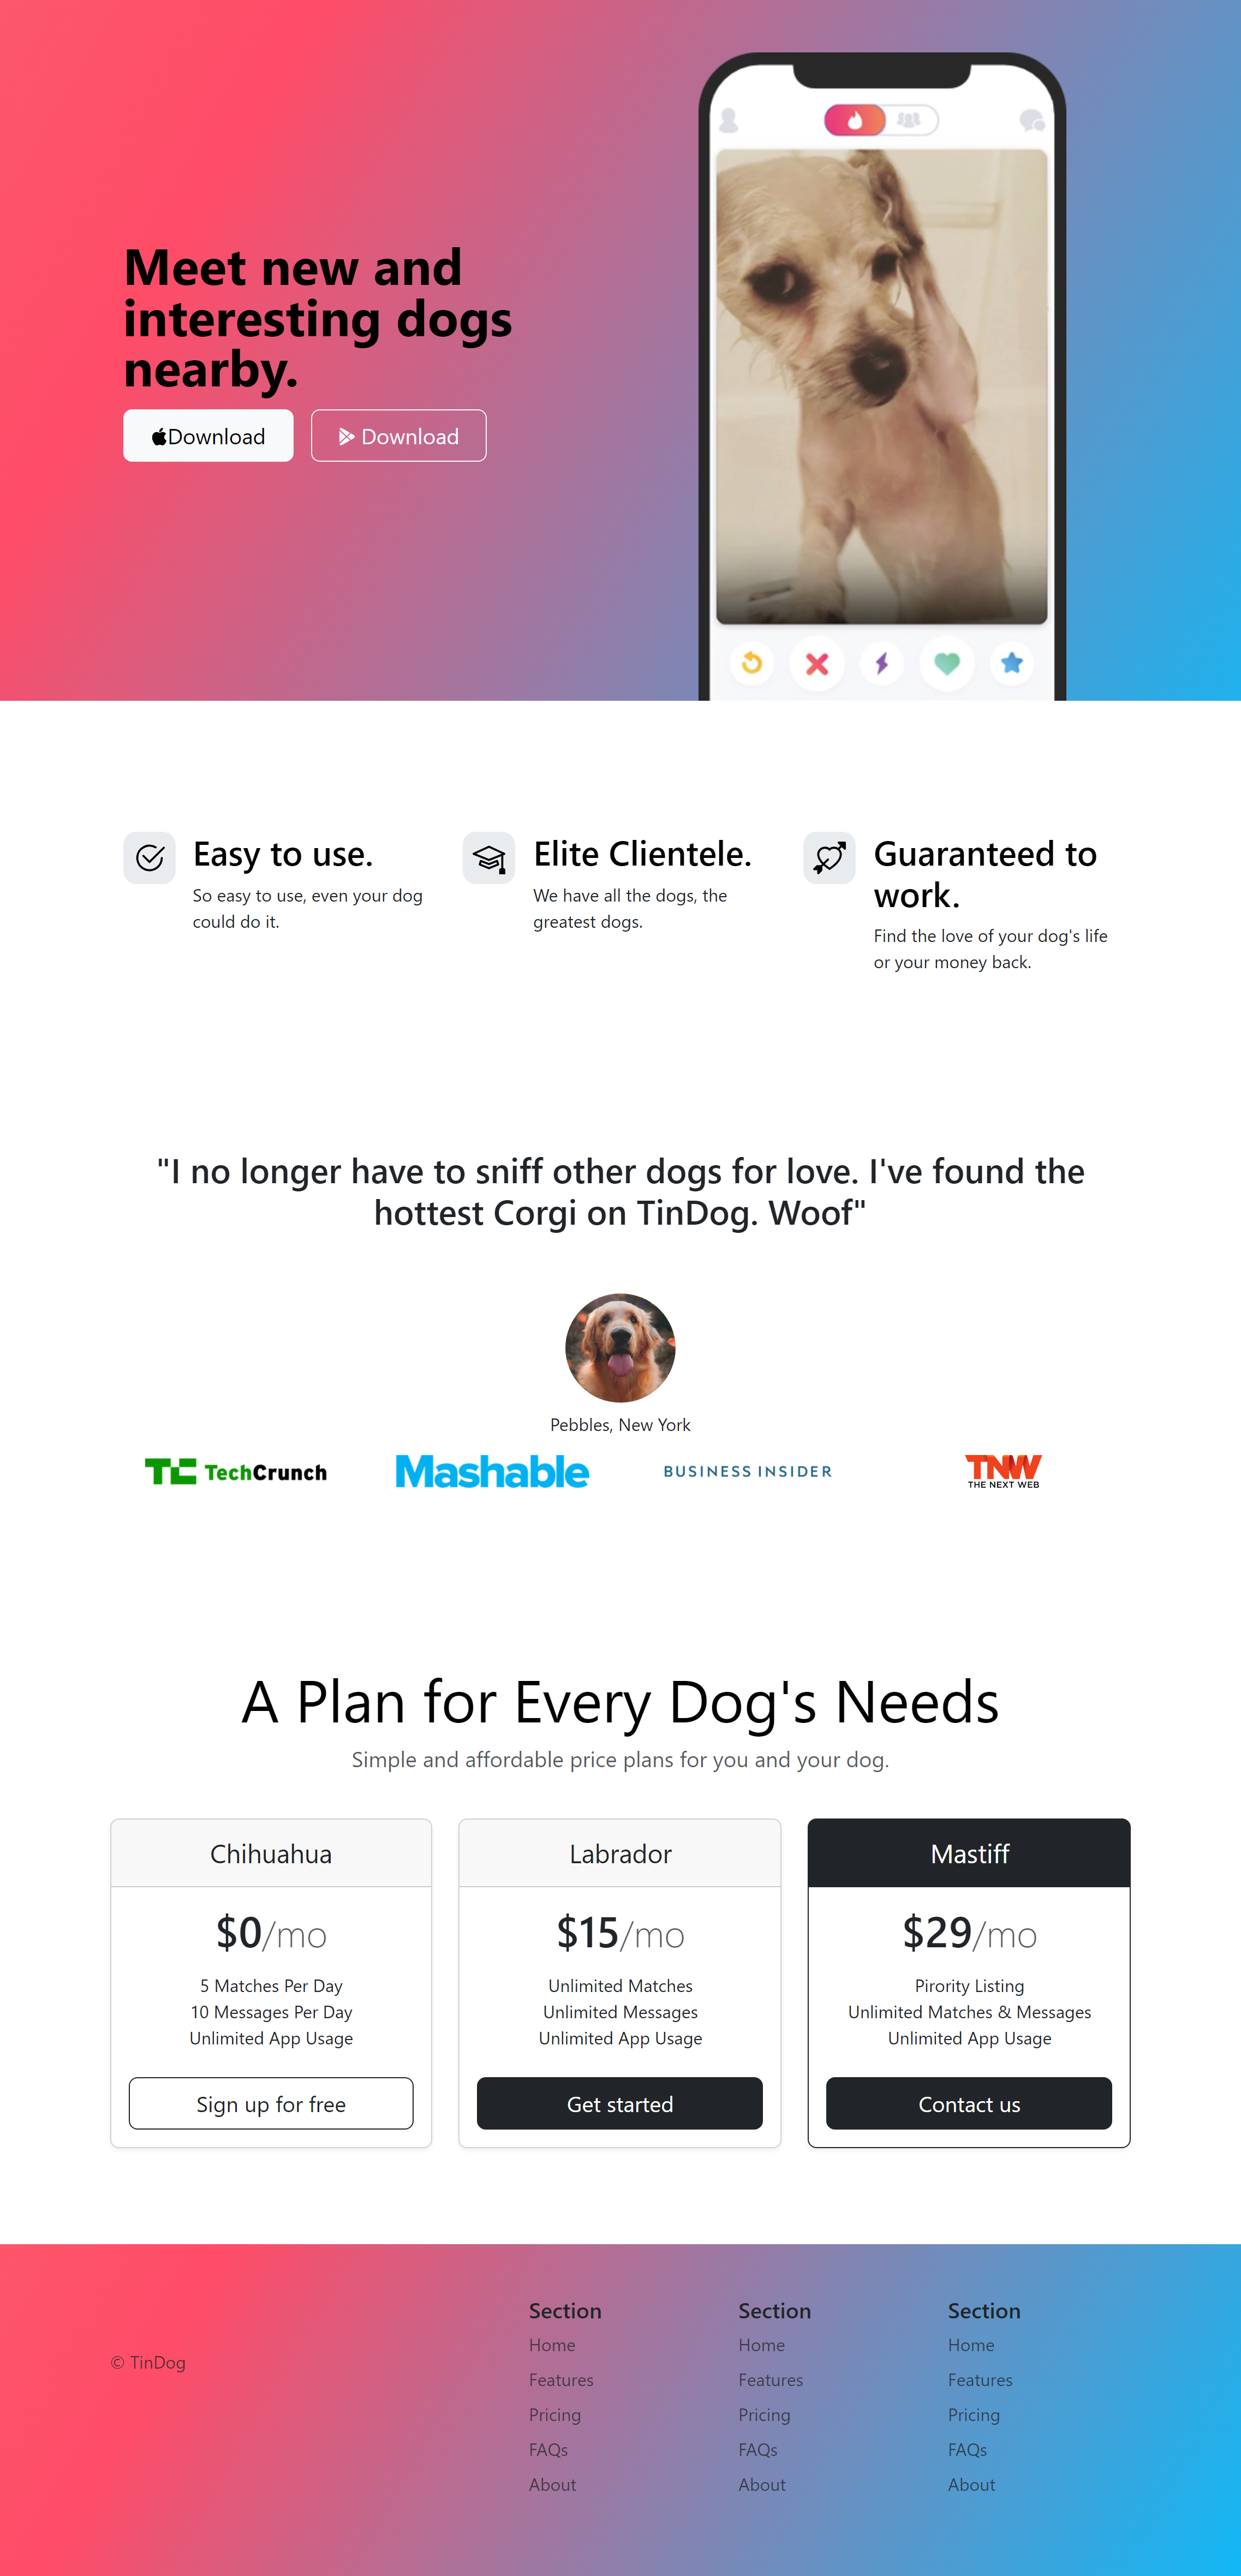 Meet new and
interesting dogs
nearby.
Download
Download
Easy to use.
So easy to use, even your dog
could do it.
Elite Clientele.
We have all the dogs, the
greatest dogs.
Guaranteed to
work.
Find the love of your dog's life
or your money back.
"I no longer have to sniff other dogs for love. I've found the
hottest Corgi on TinDog. Woof"
Pebbles, New York
TC TechCrunch
Mashable
BUSINESS INSIDER
TNW
THE NEXT WEB
A Plan for Every Dog's Needs
Simple and affordable price plans for you and your dog.
Chihuahua
$0/mo
5 Matches Per Day
10 Messages Per Day
Unlimited App Usage
Sign up for free
Labrador
$15/mo
Unlimited Matches
Unlimited Messages
Unlimited App Usage
Get started
Mastiff
$29/mo
Pirority Listing
Unlimited Matches & Messages
Unlimited App Usage
Contact us
© TinDog
Section
Home
Features
Pricing
FAQs
About
Section
Home
Features
Pricing
FAQs
About
Section
Home
Features
Pricing
FAQs
About